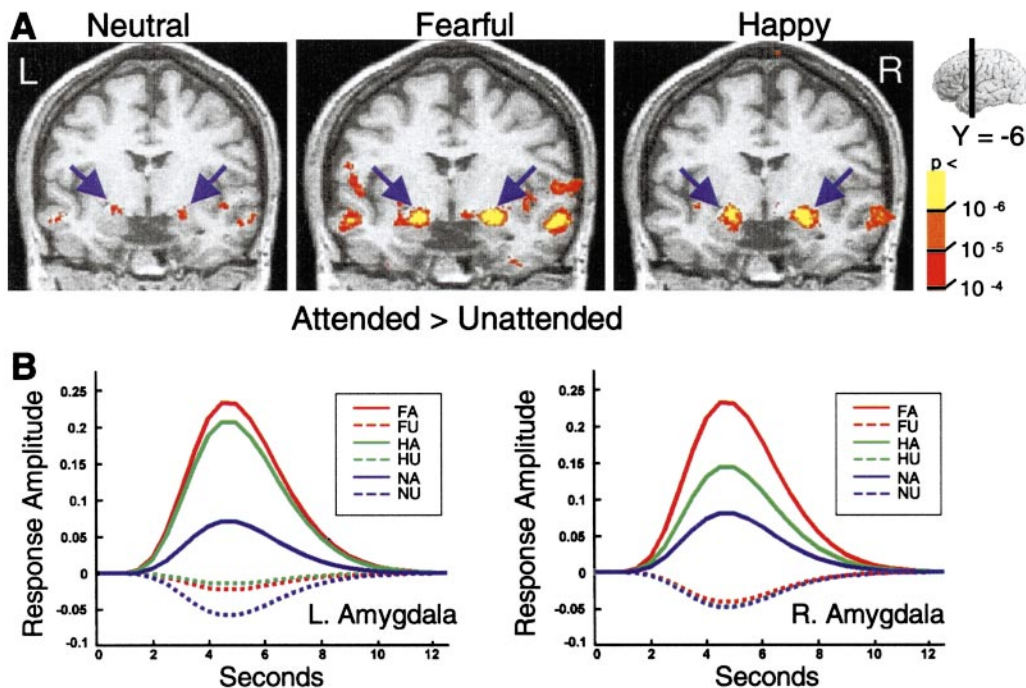 A
Neutral
Fearful
Happy
L
R
Y = -6
p <
10 -6
10 -5
10 -4
Attended > Unattended
B
Response Amplitude
0.25
0.2
0.15
0.1
0.05
0
-0.05
-0.1
0 2 4 6 8 10 12
Seconds
FA
FU
HA
HU
NA
NU
L. Amygdala
Response Amplitude
0.25
0.2
0.15
0.1
0.05
0
-0.05
-0.1
0 2 4 6 8 10 12
Seconds
FA
FU
HA
HU
NA
NU
R. Amygdala